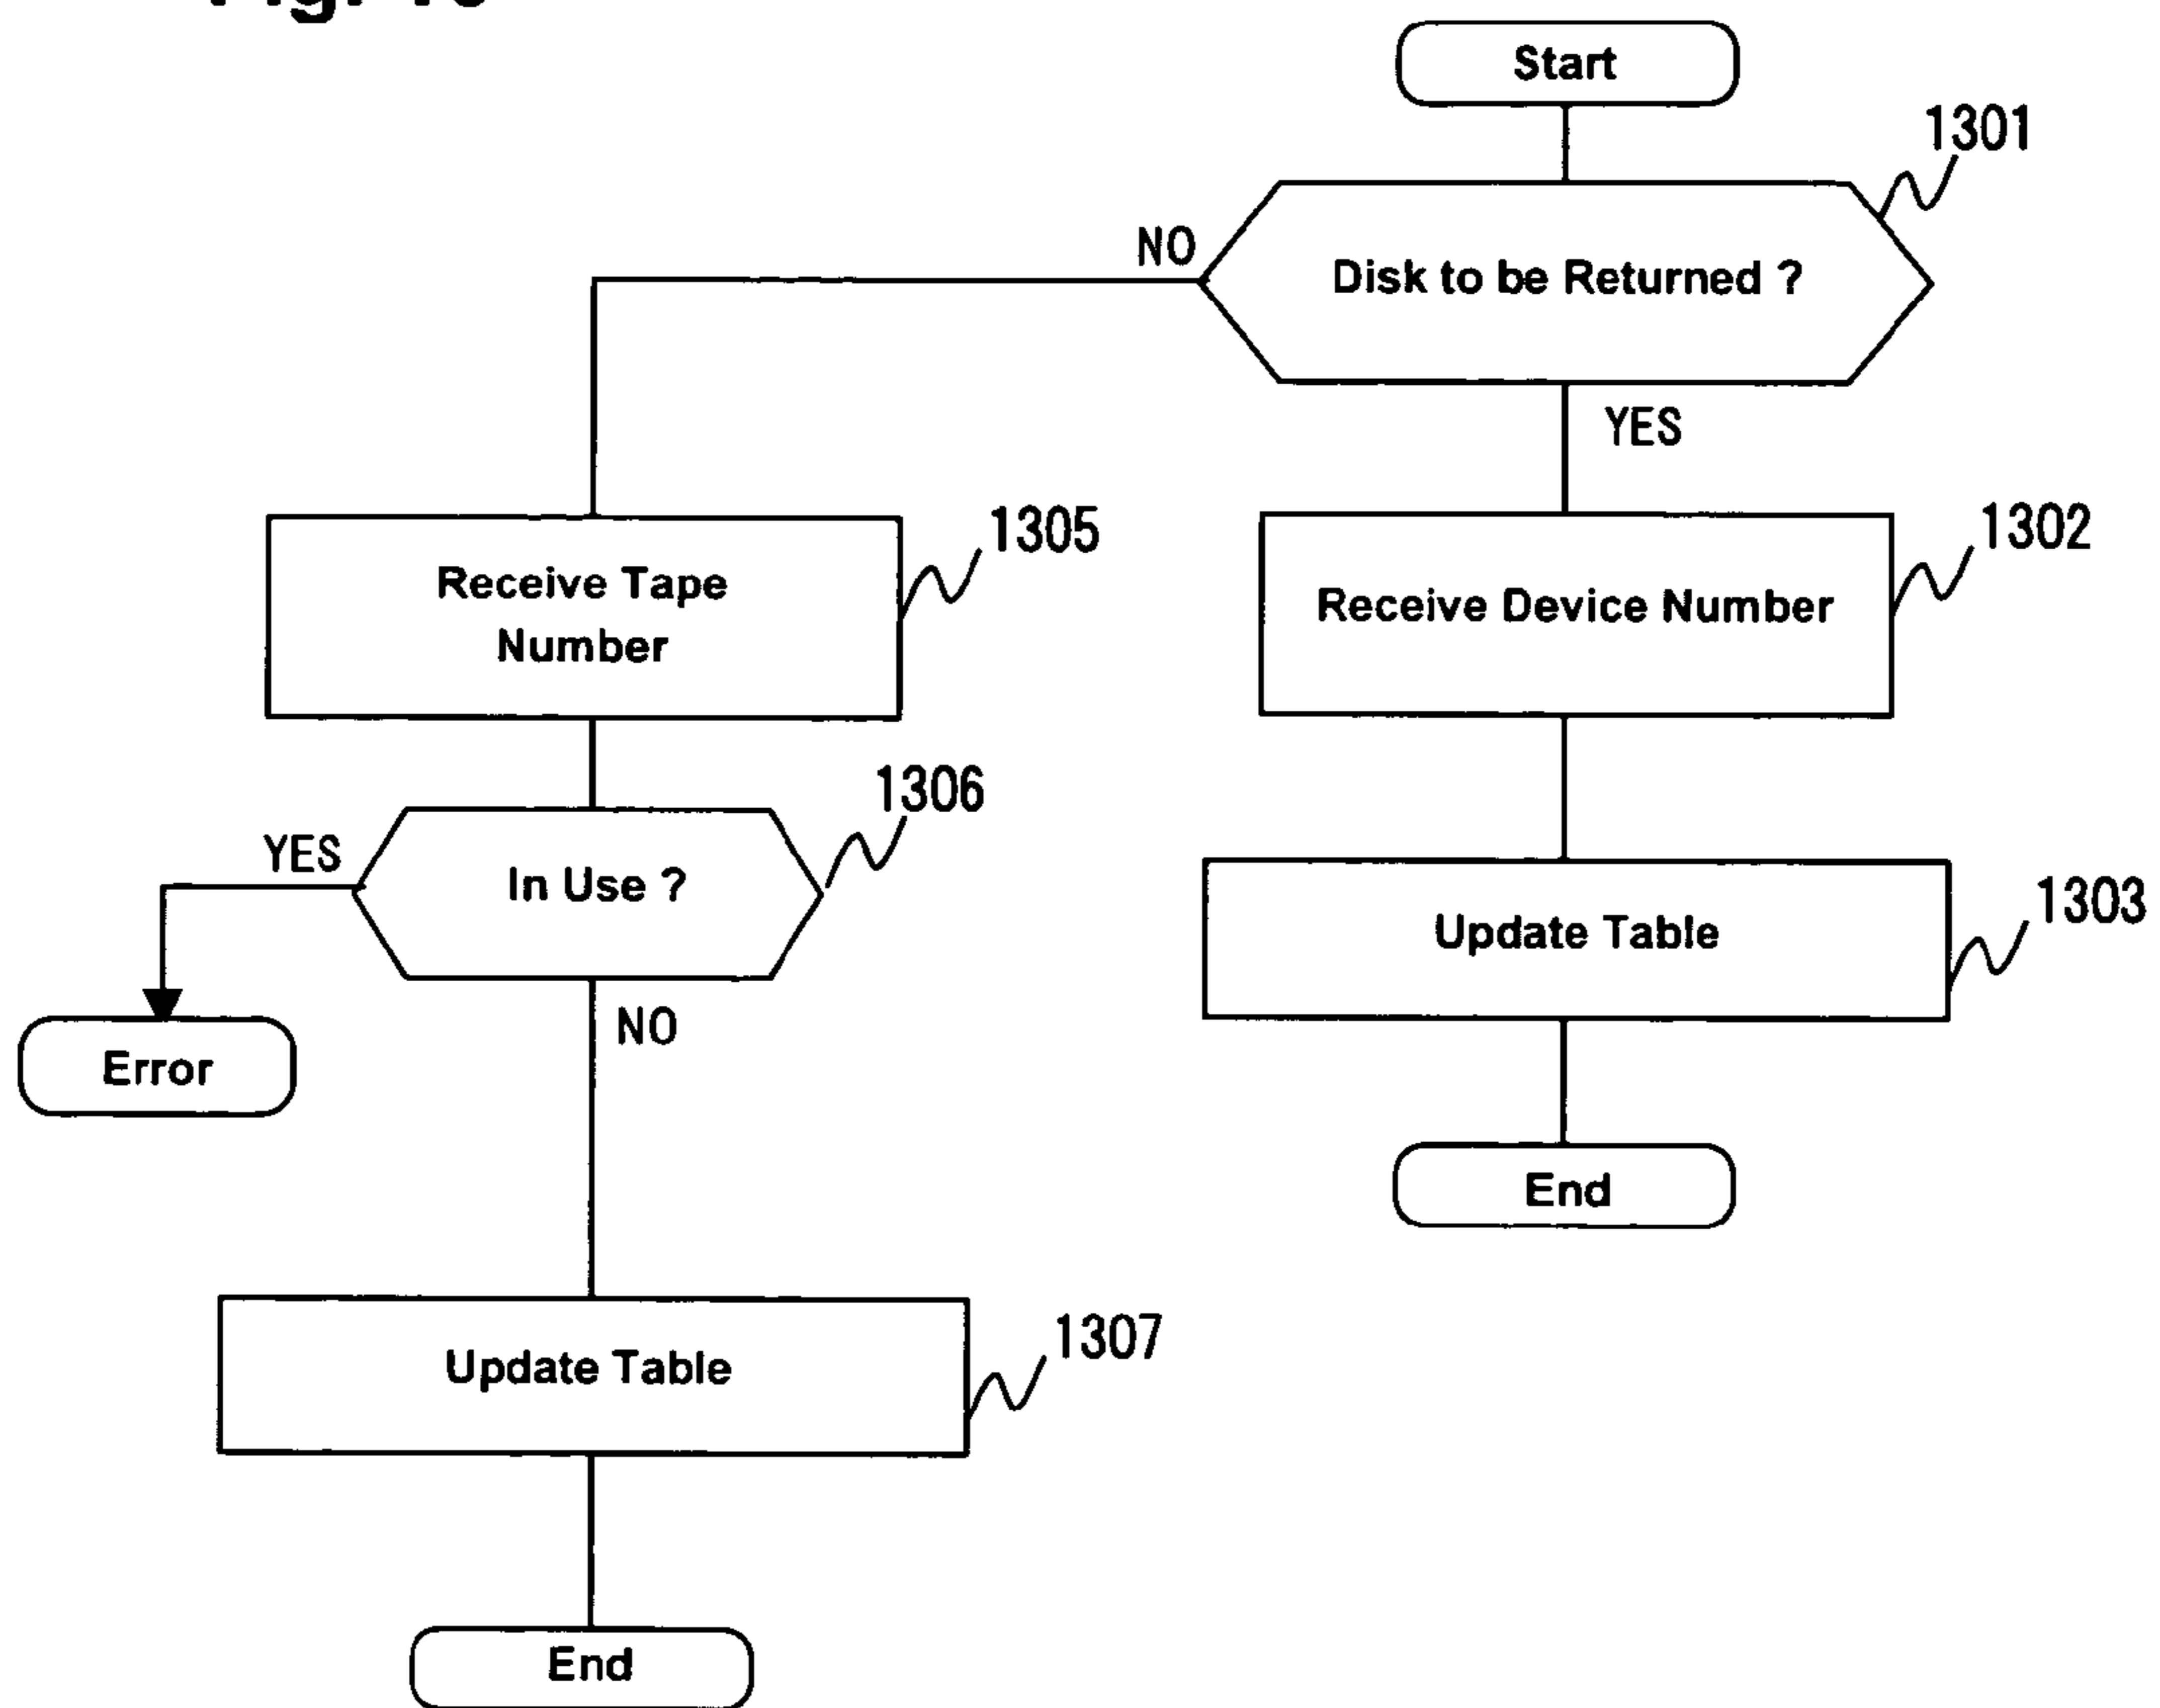 Start
1301
Disk to be Returned ?
NO
YES
1305
1302
Receive Tape
Number
Receive Device Number
1306
YES
In Use ?
1303
Update Table
NO
Error
End
1307
Update Table
End